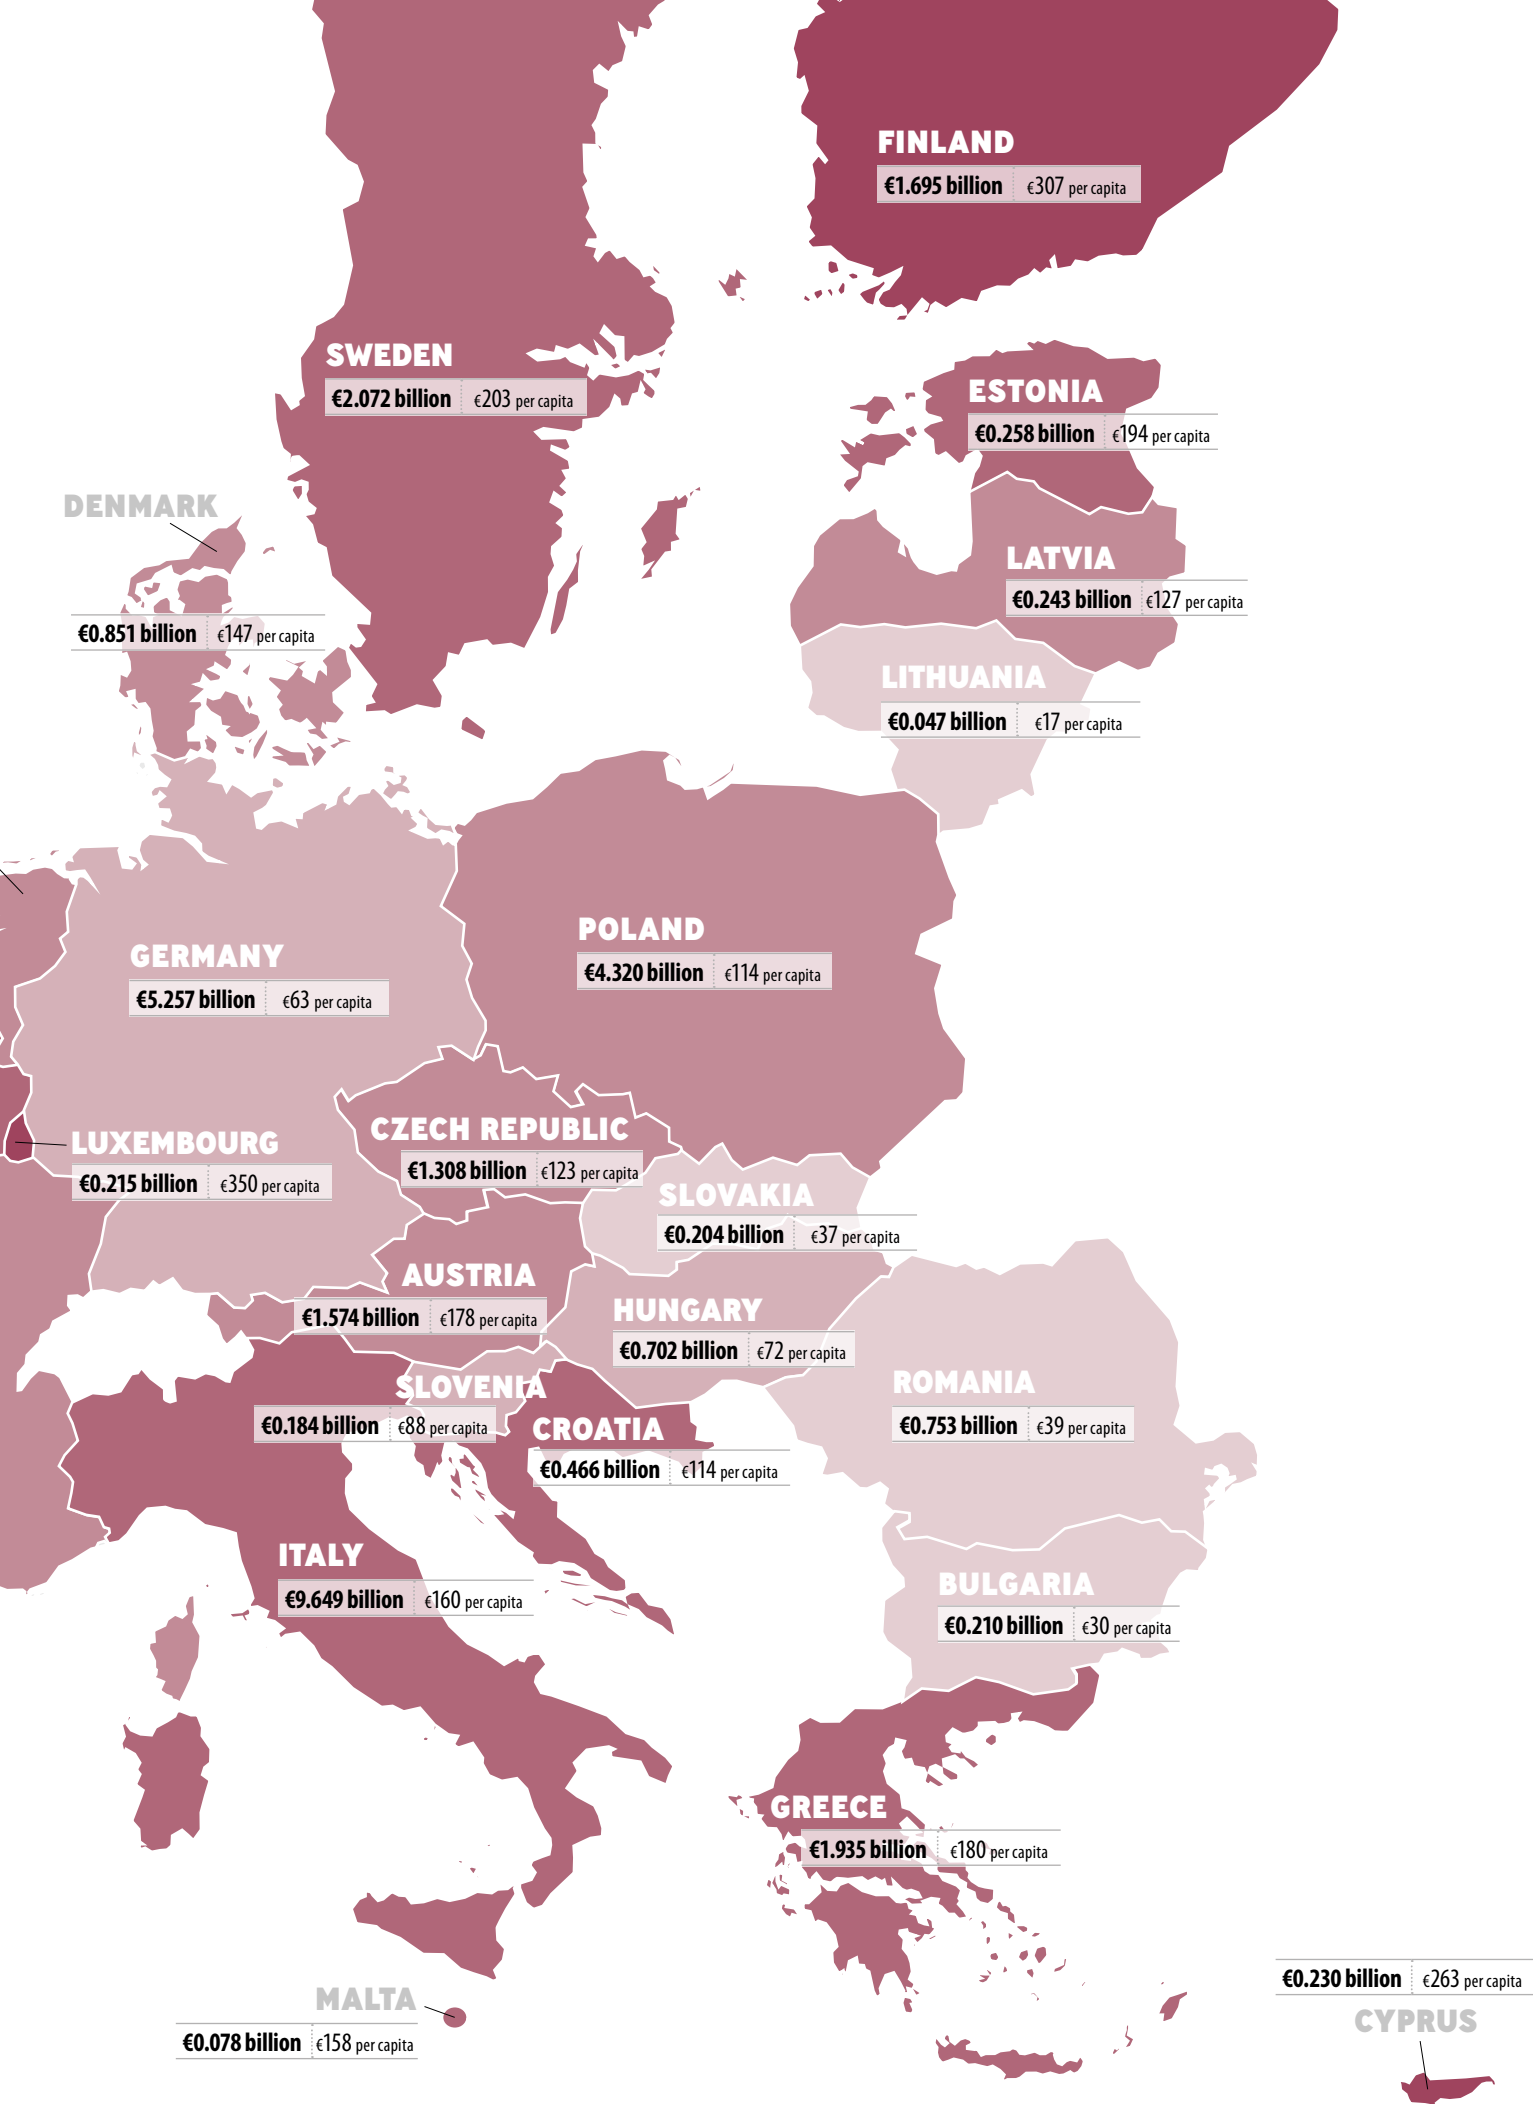 FINLAND
€1.695 billion €307 per capita
SWEDEN
€2.072 billion €203 per capita
ESTONIA
€0.258 billion €194 per capita
DENMARK
€0.851 billion €147 per capita
LATVIA
€0.243 billion €127 per capita
LITHUANIA
€0.047 billion €17 per capita
POLAND
€4.320 billion €114 per capita
GERMANY
€5.257 billion €63 per capita
CZECH REPUBLIC
€1.308 billion €123 per capita
LUXEMBOURG
€0.215 billion €350 per capita
SLOVAKIA
€0.204 billion €37 per capita
AUSTRIA
€1.574 billion €178 per capita
HUNGARY
€0.702 billion €72 per capita
ROMANIA
€0.753 billion €39 per capita
SLOVENIA
€0.184 billion €88 per capita
CROATIA
€0.466 billion €114 per capita
ITALY
€9.649 billion €160 per capita
BULGARIA
€0.210 billion €30 per capita
GREECE
€1.935 billion €180 per capita
MALTA
€0.078 billion €158 per capita
€0.230 billion €263 per capita
CYPRUS